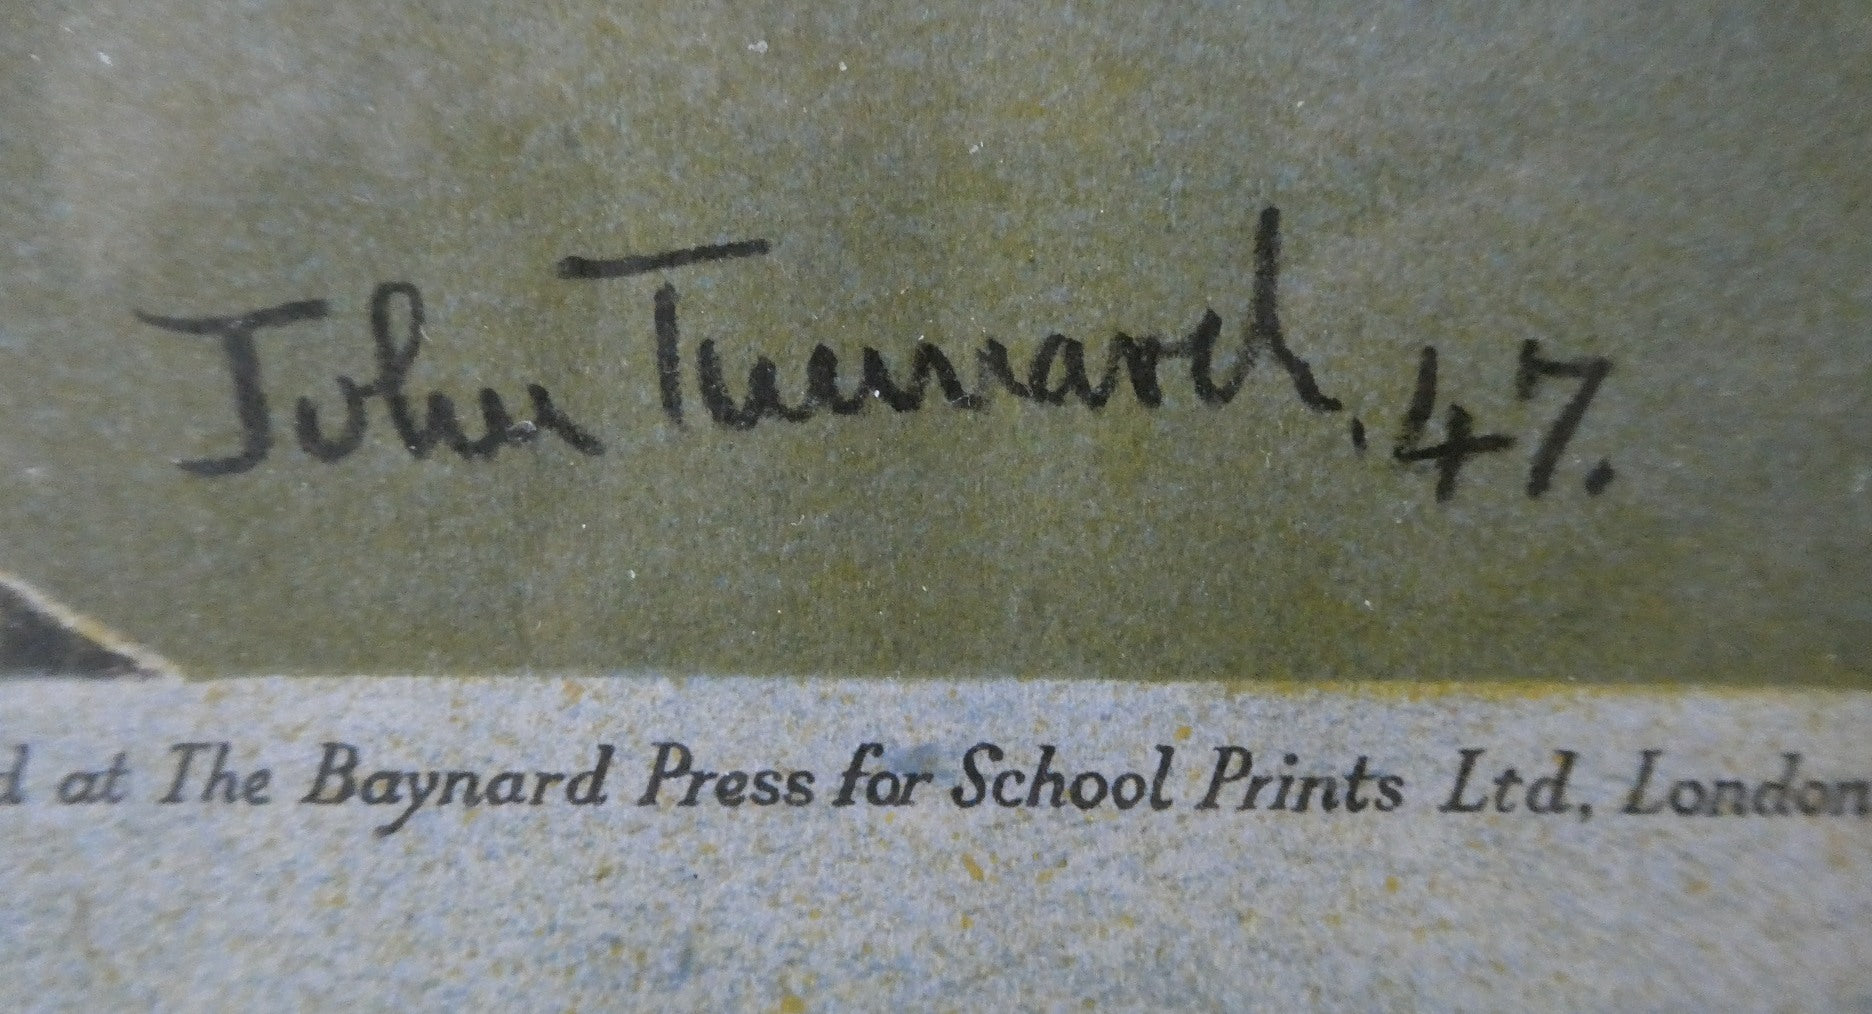 John Tunnard. 47.
d at The Baynard Press for School Prints Ltd, London